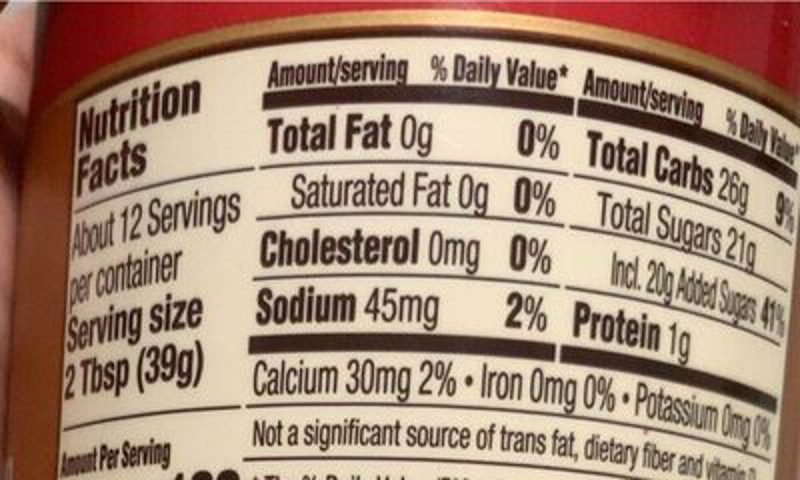 Nutrition
Facts
About 12 Servings
per container
Serving size
2 Tbsp (39g)
Amount Per Serving
Amount/serving % Daily Value*
Total Fat 0g 0%
Saturated Fat 0g 0%
Cholesterol 0mg 0%
Sodium 45mg 2%
Amount/serving % Daily Value*
Total Carbs 26g 9%
Total Sugars 21g
Incl. 20g Added Sugars 41%
Protein 1g
Calcium 30mg 2% • Iron 0mg 0% • Potassium 0mg 0%
Not a significant source of trans fat, dietary fiber and vitamin